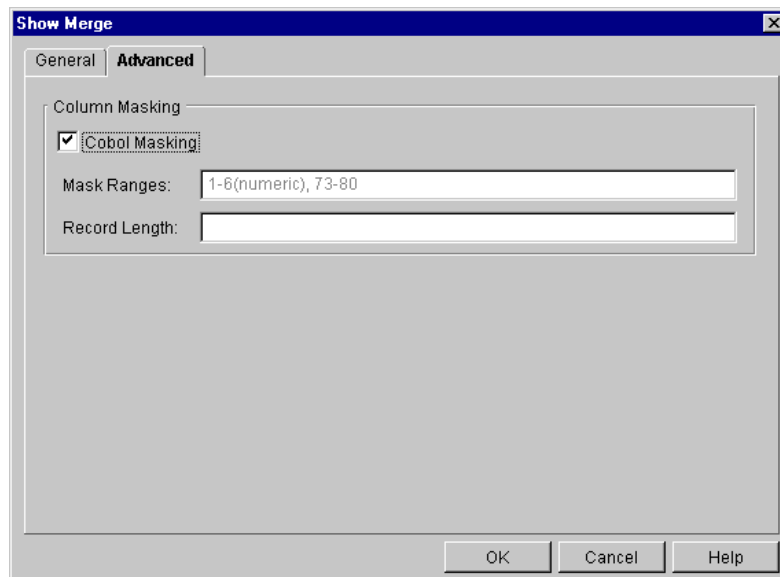 Show Merge
General Advanced
Column Masking
Cobol Masking
Mask Ranges: 1-6(numeric), 73-80
Record Length:
OK Cancel Help